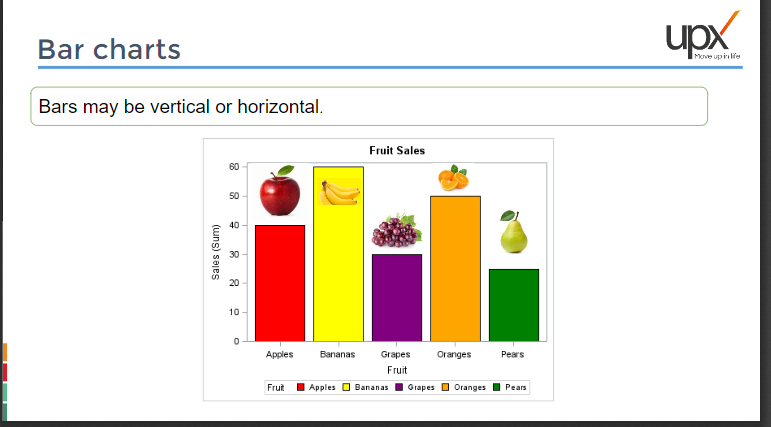 Bar charts
upx
Move up in life
Bars may be vertical or horizontal.
Fruit Sales
60
50
40
30
20
10
0
Sales (Sum)
Apples Bananas Grapes Oranges Pears
Fruit
Fruit Apples Bananas Grapes Oranges Pears